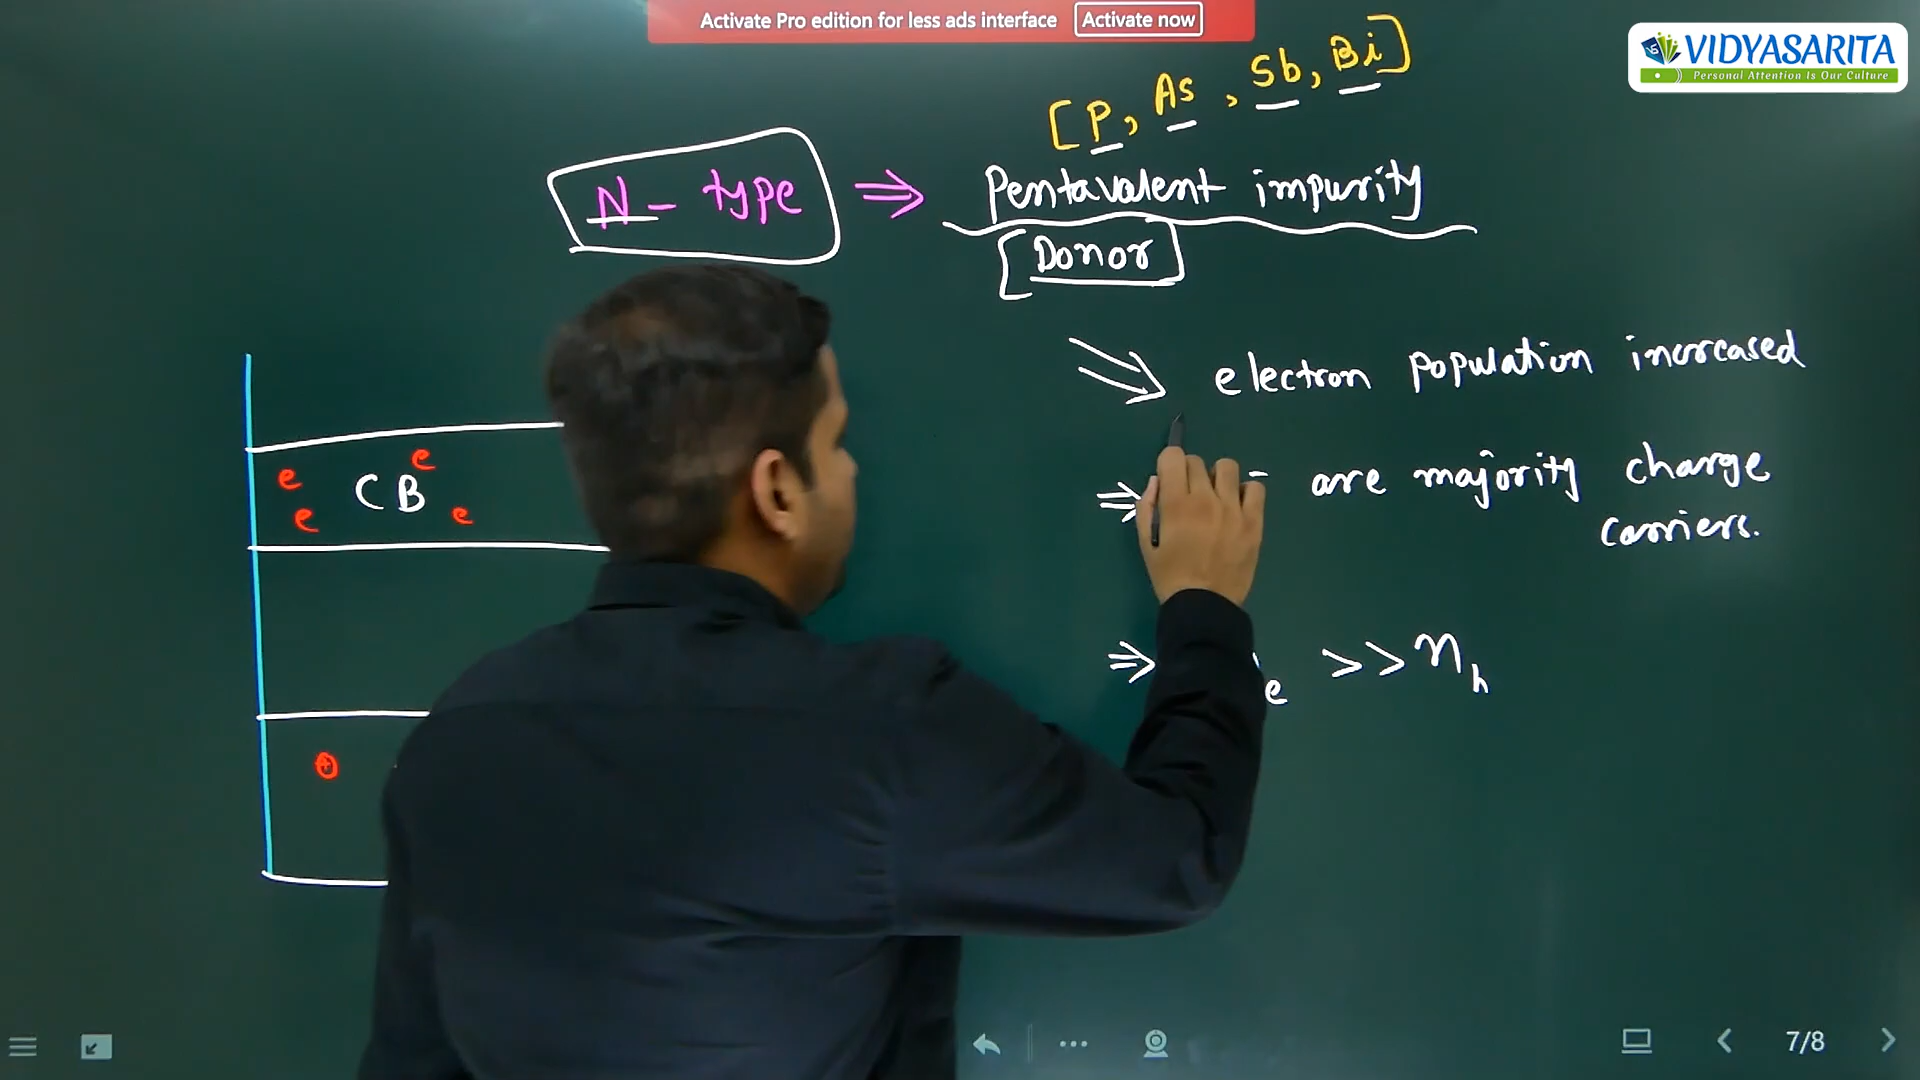 Activate Pro edition for less ads interface Activate now
VIDYASARITA
Personal Attention Is Our Culture
[P, As, Sb, Bi]
N - type ⇒ Pentavalent impurity
[Donor]
electron population increased
⇒ - are majority charge
carriers.
⇒ e >> nh
e e CB e e
7/8